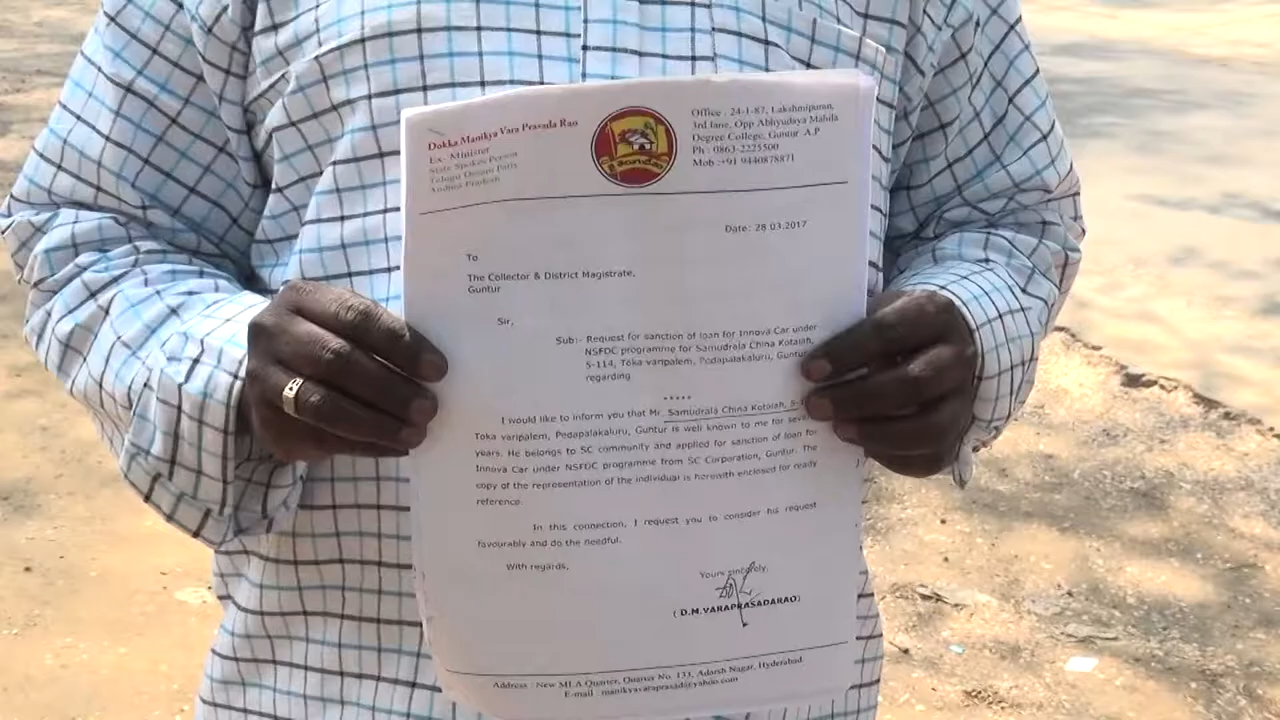 Dokka Manikya Vara Prasada Rao
Ex- Minister
State Spokes Person
Telugu Desam Party
Andhra Pradesh
Office : 24-1-87, Lakshmipuram,
3rd lane, Opp Abhyudaya Mahila
Degree College, Guntur -A.P
Ph : 0863-2225500
Mob :+91 9440878871
Date: 28.03.2017
To
The Collector & District Magistrate,
Guntur
Sir,
Sub:- Request for sanction of loan for Innova Car under
NSFDC programme for Samudrala China Kotaiah,
5-114, Toka varipalem, Pedapalakaluru, Guntur-
regarding
*****
I would like to inform you that Mr. Samudrala China Kotaiah,
Toka varipalem, Pedapalakaluru, Guntur is well known to me for
years. He belongs to SC community and applied for sanction of loan for
Innova Car under NSFDC programme from SC Corporation, Guntur. The
copy of the representation of the individual is herewith enclosed for ready
reference.
In this connection, I request you to consider his request
favourably and do the needful.
With regards,
Yours sincerely,
( D.M.VARAPRASADARAO)
Address : New MLA Quarter, Quarter No. 133, Adarsh Nagar, Hyderabad
E-mail : manikyavaraprasad@yahoo.com